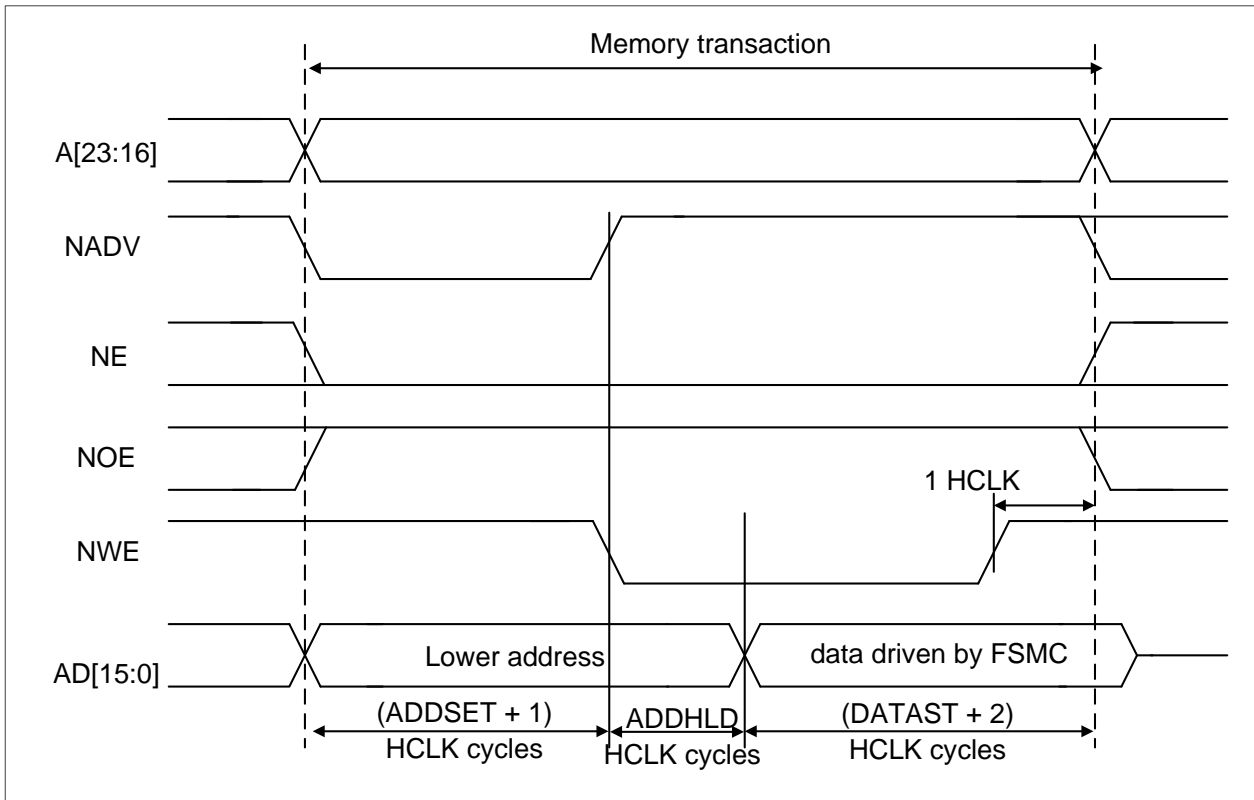 Memory transaction
A[23:16]
NADV
NE
NOE
1 HCLK
NWE
AD[15:0]
Lower address
data driven by FSMC
(ADDSET + 1)
HCLK cycles
ADDHLD
HCLK cycles
(DATAST + 2)
HCLK cycles